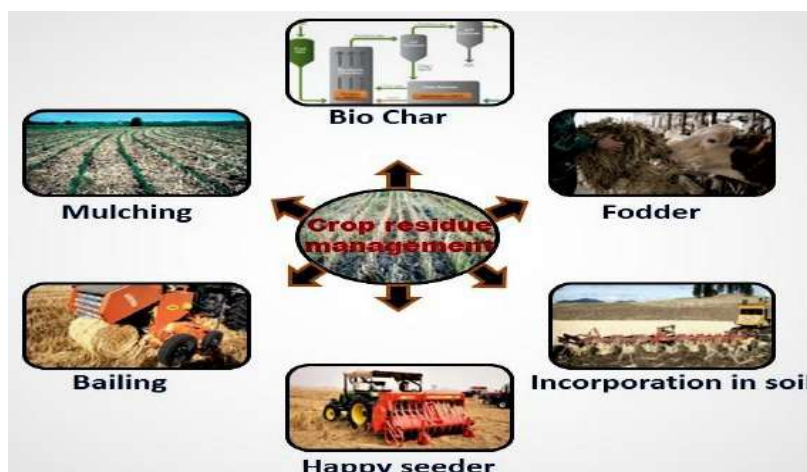 Bio Char
Mulching
Fodder
Crop residue
management
Bailing
Incorporation in soil
Happy seeder